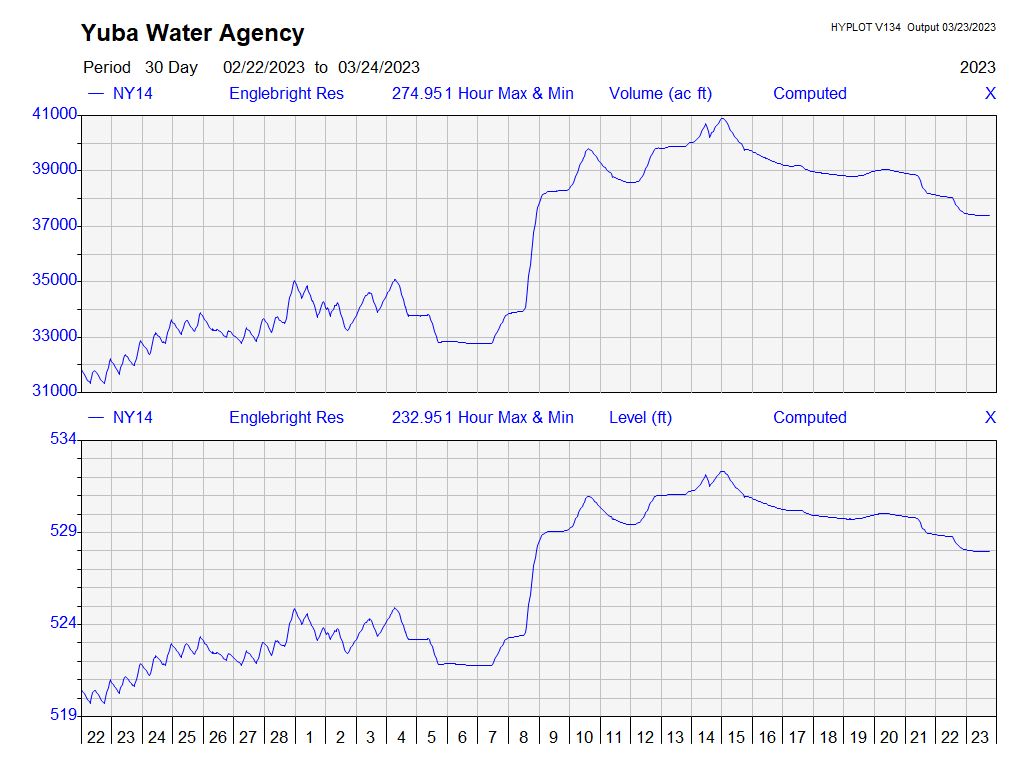 Yuba Water Agency
HYPLOT V134 Output 03/23/2023
Period 30 Day 02/22/2023 to 03/24/2023 2023
NY14 Englebright Res 274.951 Hour Max & Min Volume (ac ft) Computed X
41000
39000
37000
35000
33000
31000
NY14 Englebright Res 232.951 Hour Max & Min Level (ft) Computed X
534
529
524
519
22 23 24 25 26 27 28 1 2 3 4 5 6 7 8 9 10 11 12 13 14 15 16 17 18 19 20 21 22 23